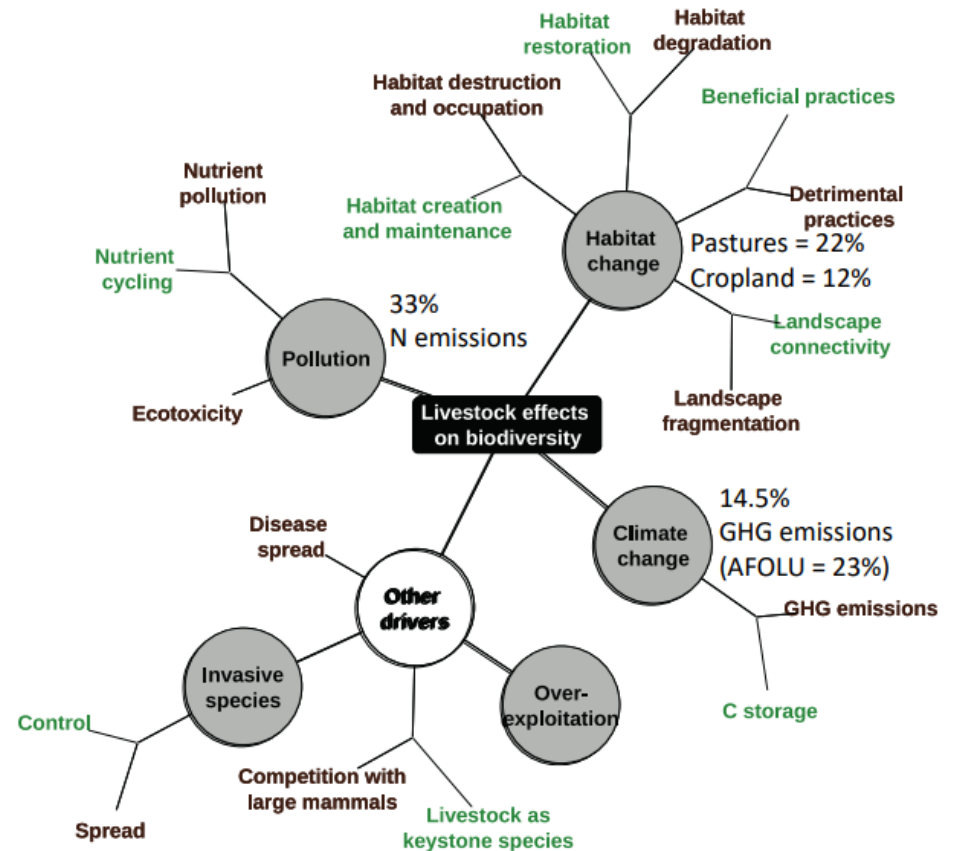 Habitat
restoration
Habitat
degradation
Habitat destruction
and occupation
Beneficial practices
Nutrient
pollution
Detrimental
practices
Habitat creation
and maintenance
Habitat
change
Pastures = 22%
Cropland = 12%
Nutrient
cycling
33%
N emissions
Pollution
Landscape
connectivity
Ecotoxicity
Landscape
fragmentation
Livestock effects
on biodiversity
14.5%
GHG emissions
(AFOLU = 23%)
Climate
change
Disease
spread
GHG emissions
Other
drivers
Invasive
species
Over-
exploitation
C storage
Control
Competition with
large mammals
Livestock as
keystone species
Spread